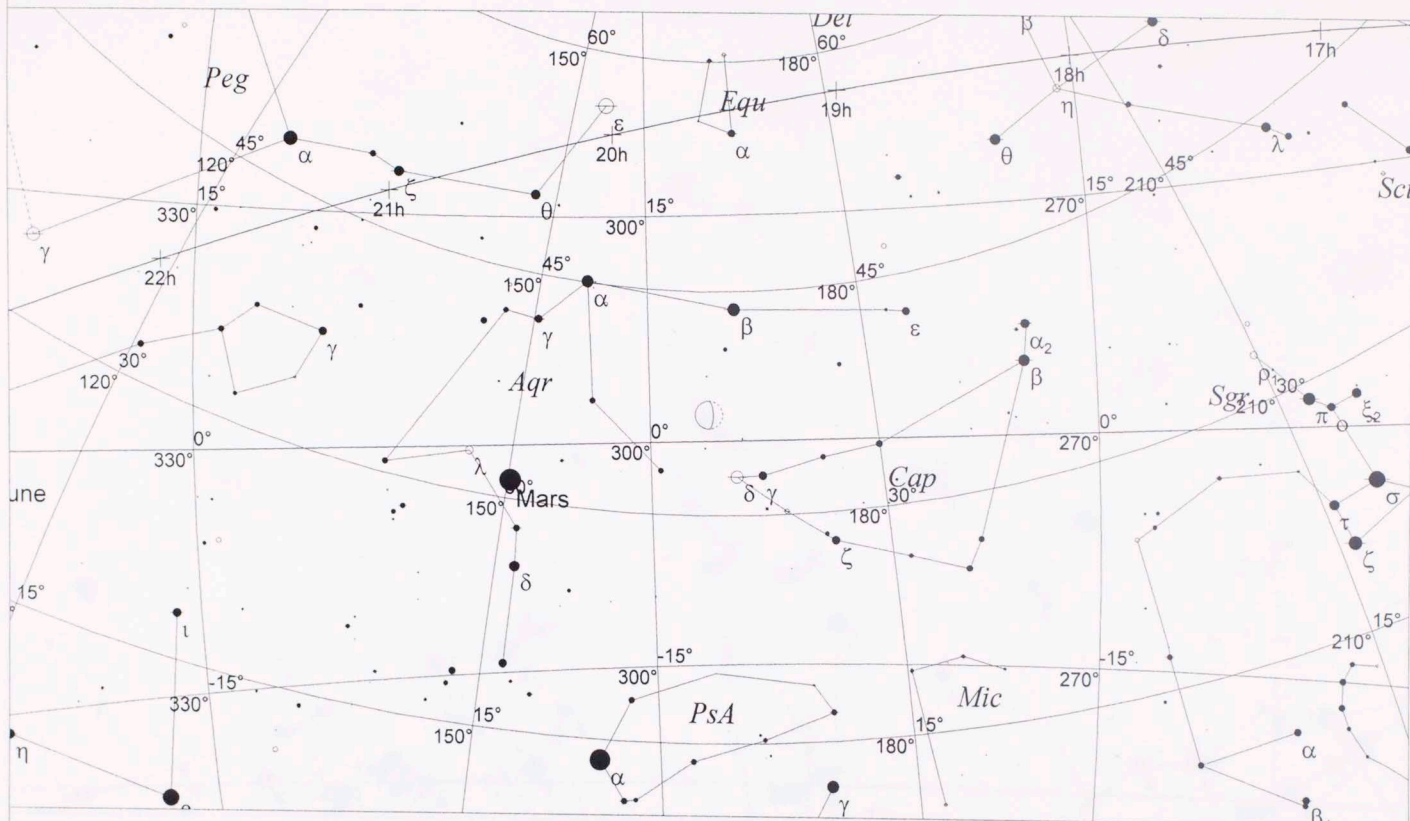 Del
60°
150°
60°
180°
β
δ
17h
18h
Peg
Equ
19h
η
ε
20h
α
θ
λ
α
45°
120°
15°
330°
ζ
21h
θ
15°
300°
45°
210°
15°
270°
γ
22h
45°
150°
α
45°
180°
γ
β
ε
α2
β
γ
30°
120°
Aqr
ρ1
30°
210°
Sgr
π
ο
ξ2
0°
330°
0°
300°
0°
270°
λ
Mars
150°
δ
γ
Cap
30°
180°
σ
τ
ζ
ζ
une
δ
15°
ι
15°
210°
-15°
330°
-15°
300°
-15°
270°
PsA
Mic
15°
150°
15°
180°
η
α
γ
α
β